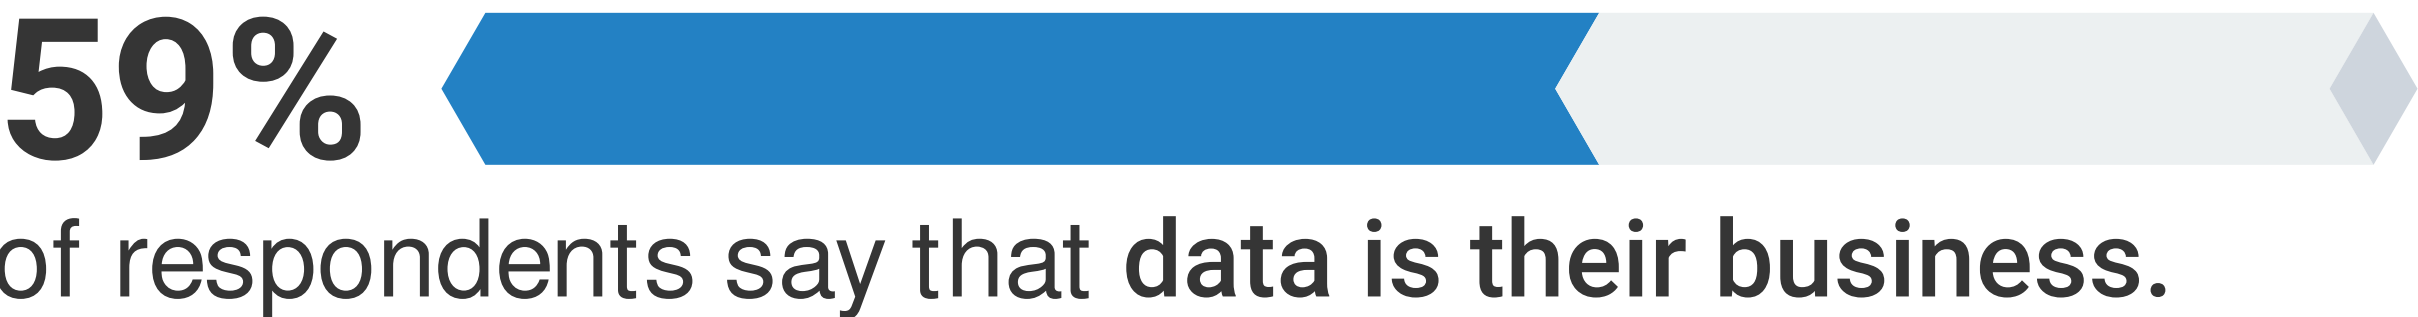 59%
of respondents say that data is their business.